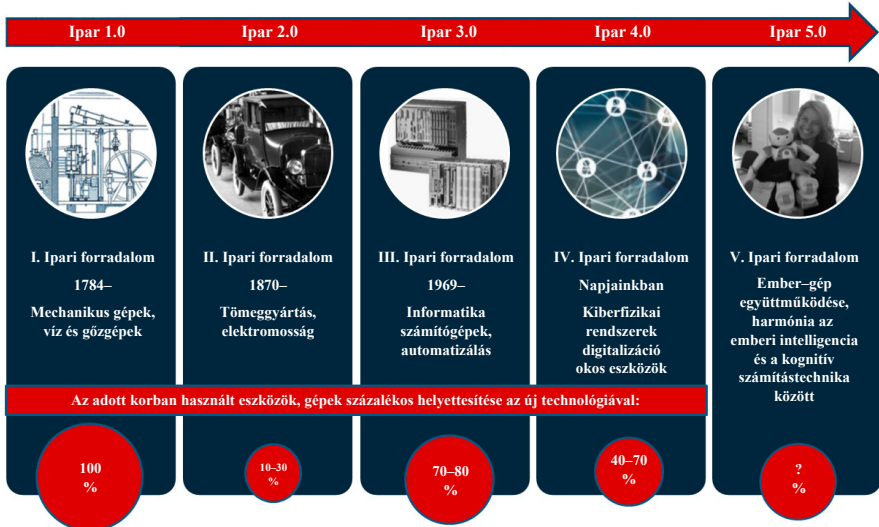 Ipar 1.0
Ipar 2.0
Ipar 3.0
Ipar 4.0
Ipar 5.0
I. Ipari forradalom
1784–
Mechanikus gépek,
víz és gőzgépek
II. Ipari forradalom
1870–
Tömeggyártás,
elektromosság
III. Ipari forradalom
1969–
Informatika
számítógépek,
automatizálás
IV. Ipari forradalom
Napjainkban
Kiberfizikai
rendszerek
digitalizáció
okos eszközök
V. Ipari forradalom
Ember–gép
együttműködése,
harmónia az
emberi intelligencia
és a kognitív
számítástechnika
között
Az adott korban használt eszközök, gépek százalékos helyettesítése az új technológiával:
100
%
10–30
%
70–80
%
40–70
%
?
%